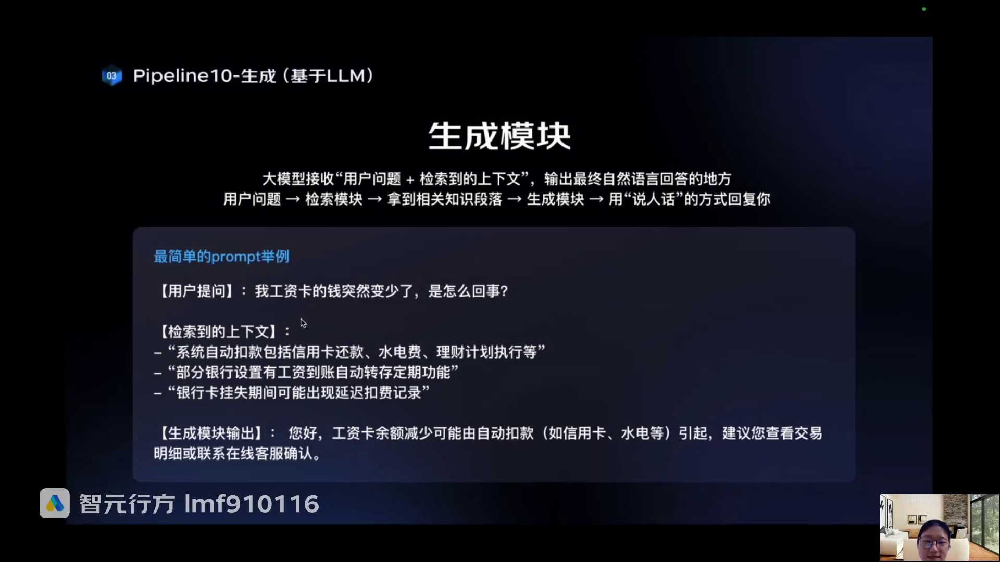 03 Pipeline10-生成（基于LLM）
生成模块
大模型接收“用户问题 + 检索到的上下文”，输出最终自然语言回答的地方
用户问题 → 检索模块 → 拿到相关知识段落 → 生成模块 → 用“说人话”的方式回复你
最简单的prompt举例
【用户提问】：我工资卡的钱突然变少了，是怎么回事？
【检索到的上下文】：
– “系统自动扣款包括信用卡还款、水电费、理财计划执行等”
– “部分银行设置有工资到账自动转存定期功能”
– “银行卡挂失期间可能出现延迟扣费记录”
【生成模块输出】： 您好，工资卡余额减少可能由自动扣款（如信用卡、水电等）引起，建议您查看交易
明细或联系在线客服确认。
智元行方 lmf910116